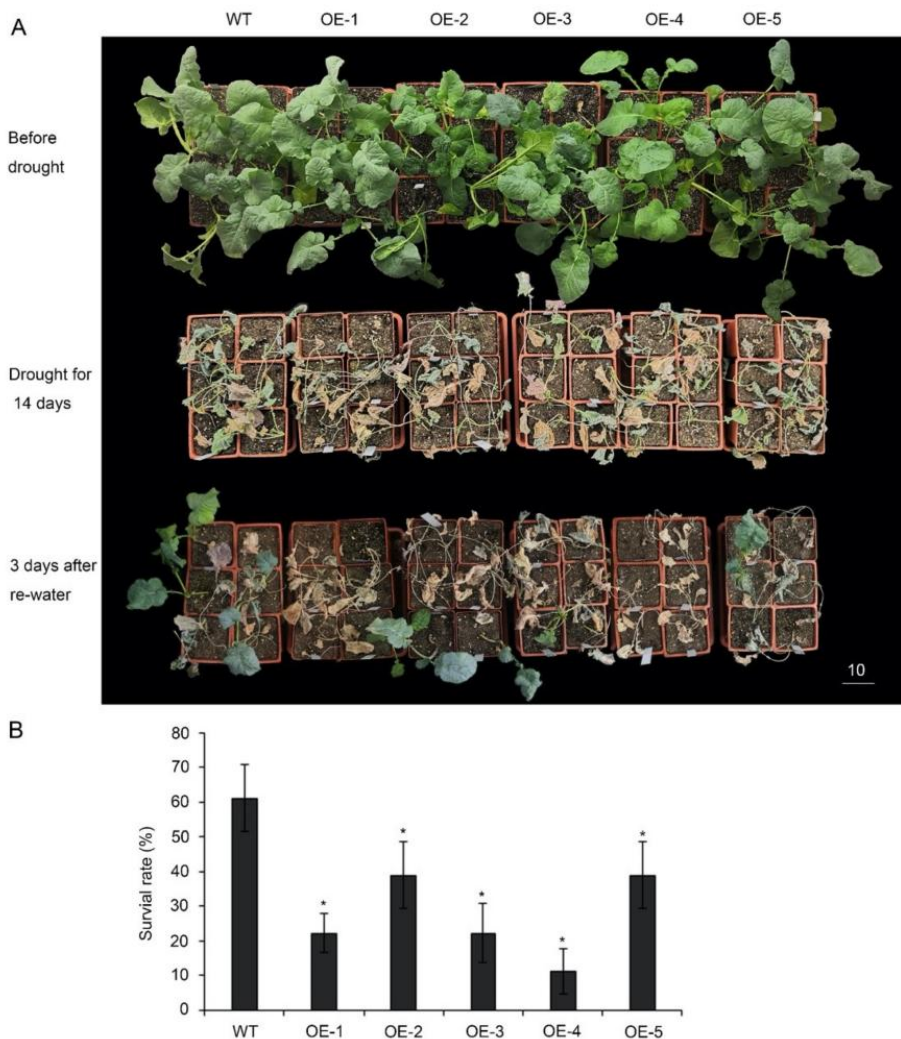 A
WT OE-1 OE-2 OE-3 OE-4 OE-5
Before
drought
Drought for
14 days
3 days after
re-water
10
B
80
70
60
50
40
30
20
10
0
Survial rate (%)
* * * * *
WT OE-1 OE-2 OE-3 OE-4 OE-5